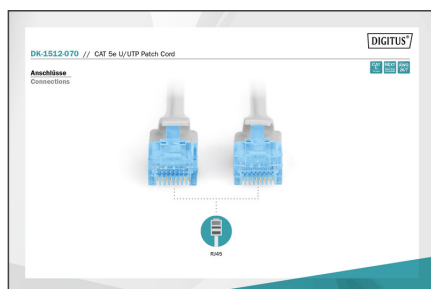 DIGITUS®
DK-1512-070 // CAT 5e U/UTP Patch Cord
Anschlüsse
Connections
RJ45